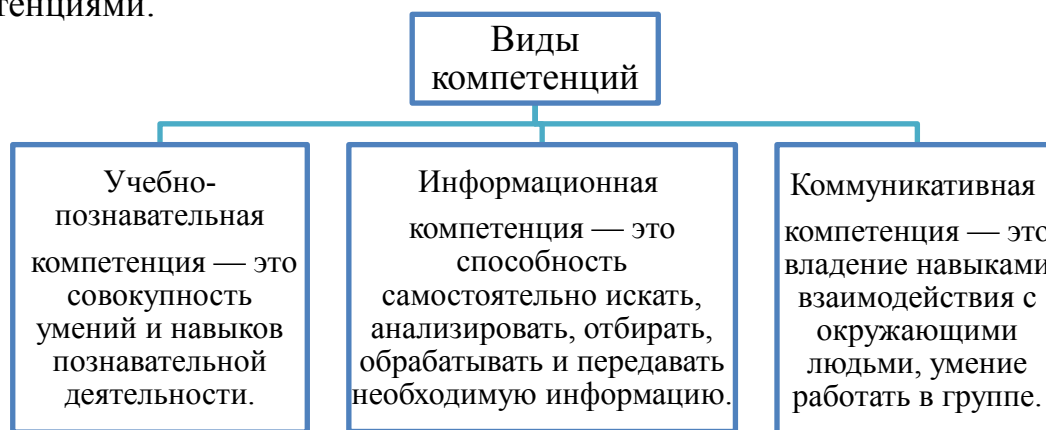 тенциями.
Виды
компетенций
Учебно-
познавательная
компетенция — это
совокупность
умений и навыков
познавательной
деятельности.
Информационная
компетенция — это
способность
самостоятельно искать,
анализировать, отбирать,
обрабатывать и передавать
необходимую информацию.
Коммуникативная
компетенция — это
владение навыками
взаимодействия с
окружающими
людьми, умение
работать в группе.